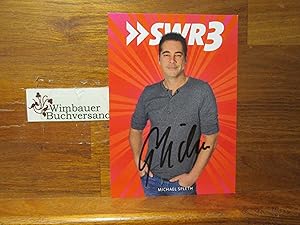 SWR3
Wimbauer
Buchversand
MICHAEL SPLETH